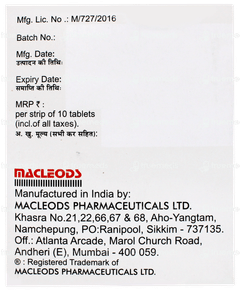 Mfg. Lic. No .: M/727/2016
Batch No.:
Mfg. Date:
उत्पादन की तिथि:
Expiry Date:
समाप्ति की तिथि:
MRP ₹ :
per strip of 10 tablets
(incl.of all taxes).
अ. खु. मूल्य (सभी कर सहित):
MACLEODS
Manufactured in India by:
MACLEODS PHARMACEUTICALS LTD.
Khasra No.21,22,66,67 & 68, Aho-Yangtam,
Namchepung, PO:Ranipool, Sikkim - 737135.
Off.: Atlanta Arcade, Marol Church Road,
Andheri (E), Mumbai - 400 059.
® : Registered Trademark of
MACLEODS PHARMACEUTICALS LTD.